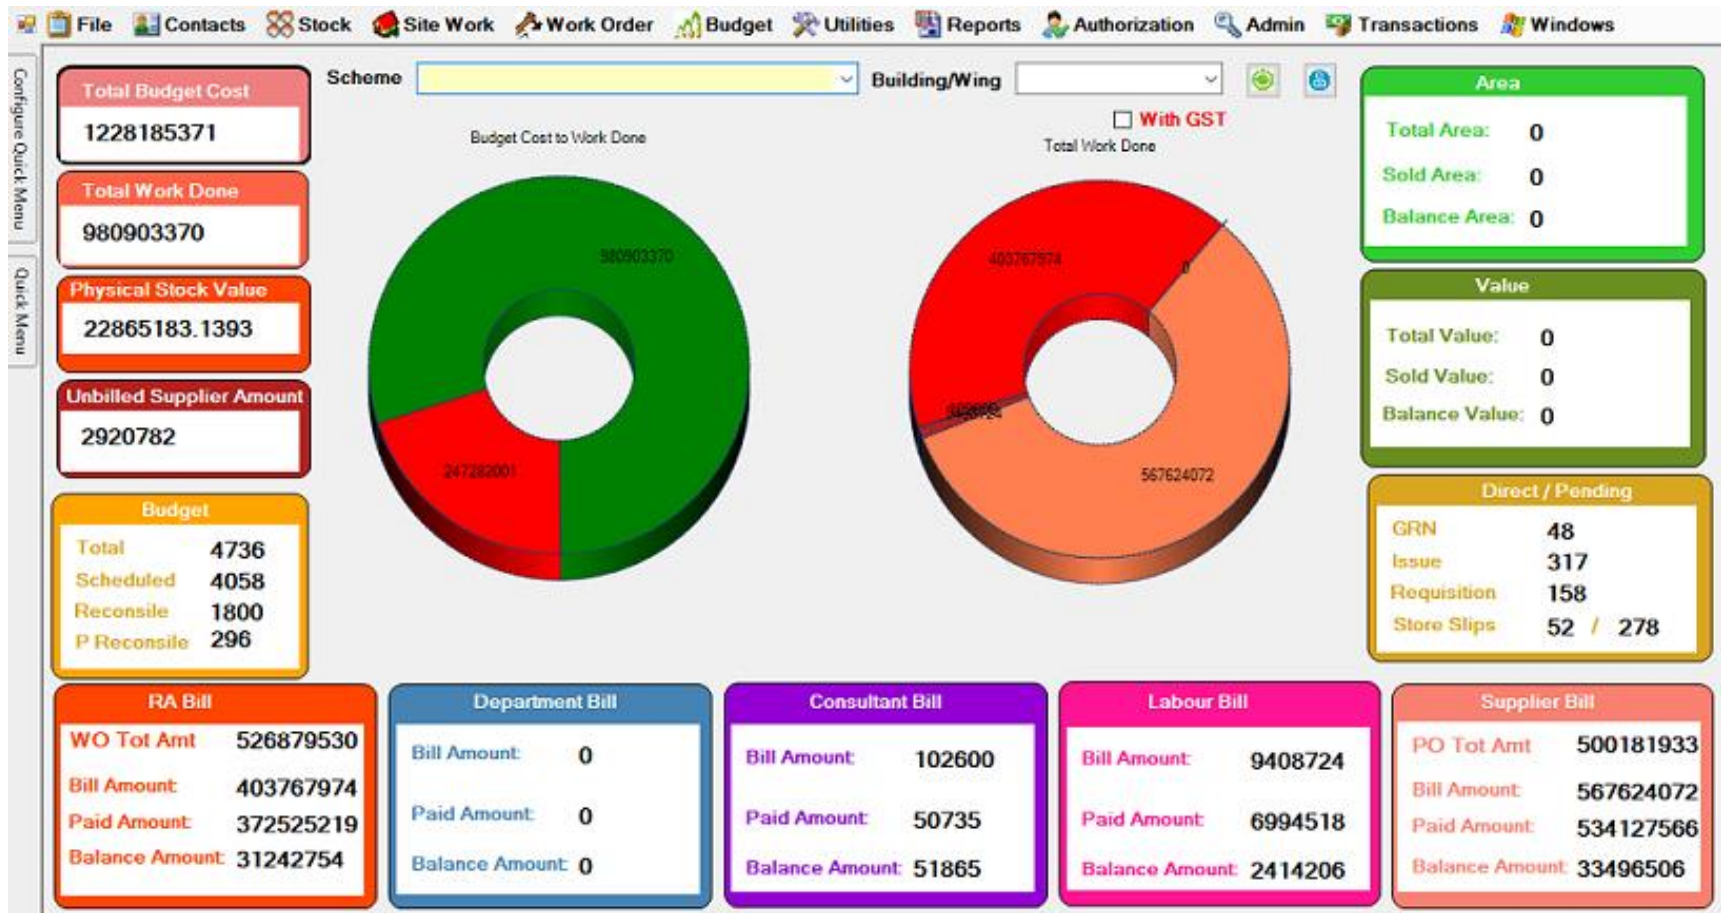 File Contacts Stock Site Work Work Order Budget Utilities Reports Authorization Admin Transactions Windows
Configure Quick Menu
Quick Menu
Scheme
Building/Wing
With GST
Total Budget Cost
1228185371
Total Work Done
980903370
Physical Stock Value
22865183.1393
Unbilled Supplier Amount
2920782
Budget
Total 4736
Scheduled 4058
Reconsile 1800
P Reconsile 296
Budget Cost to Work Done
980903370
247282001
Total Work Done
403767974
0
567624072
Area
Total Area: 0
Sold Area: 0
Balance Area: 0
Value
Total Value: 0
Sold Value: 0
Balance Value: 0
Direct / Pending
GRN 48
Issue 317
Requisition 158
Store Slips 52 / 278
RA Bill
WO Tot Amt 526879530
Bill Amount: 403767974
Paid Amount: 372525219
Balance Amount: 31242754
Department Bill
Bill Amount: 0
Paid Amount: 0
Balance Amount: 0
Consultant Bill
Bill Amount: 102600
Paid Amount: 50735
Balance Amount: 51865
Labour Bill
Bill Amount: 9408724
Paid Amount: 6994518
Balance Amount: 2414206
Supplier Bill
PO Tot Amt 500181933
Bill Amount: 567624072
Paid Amount: 534127566
Balance Amount: 33496506